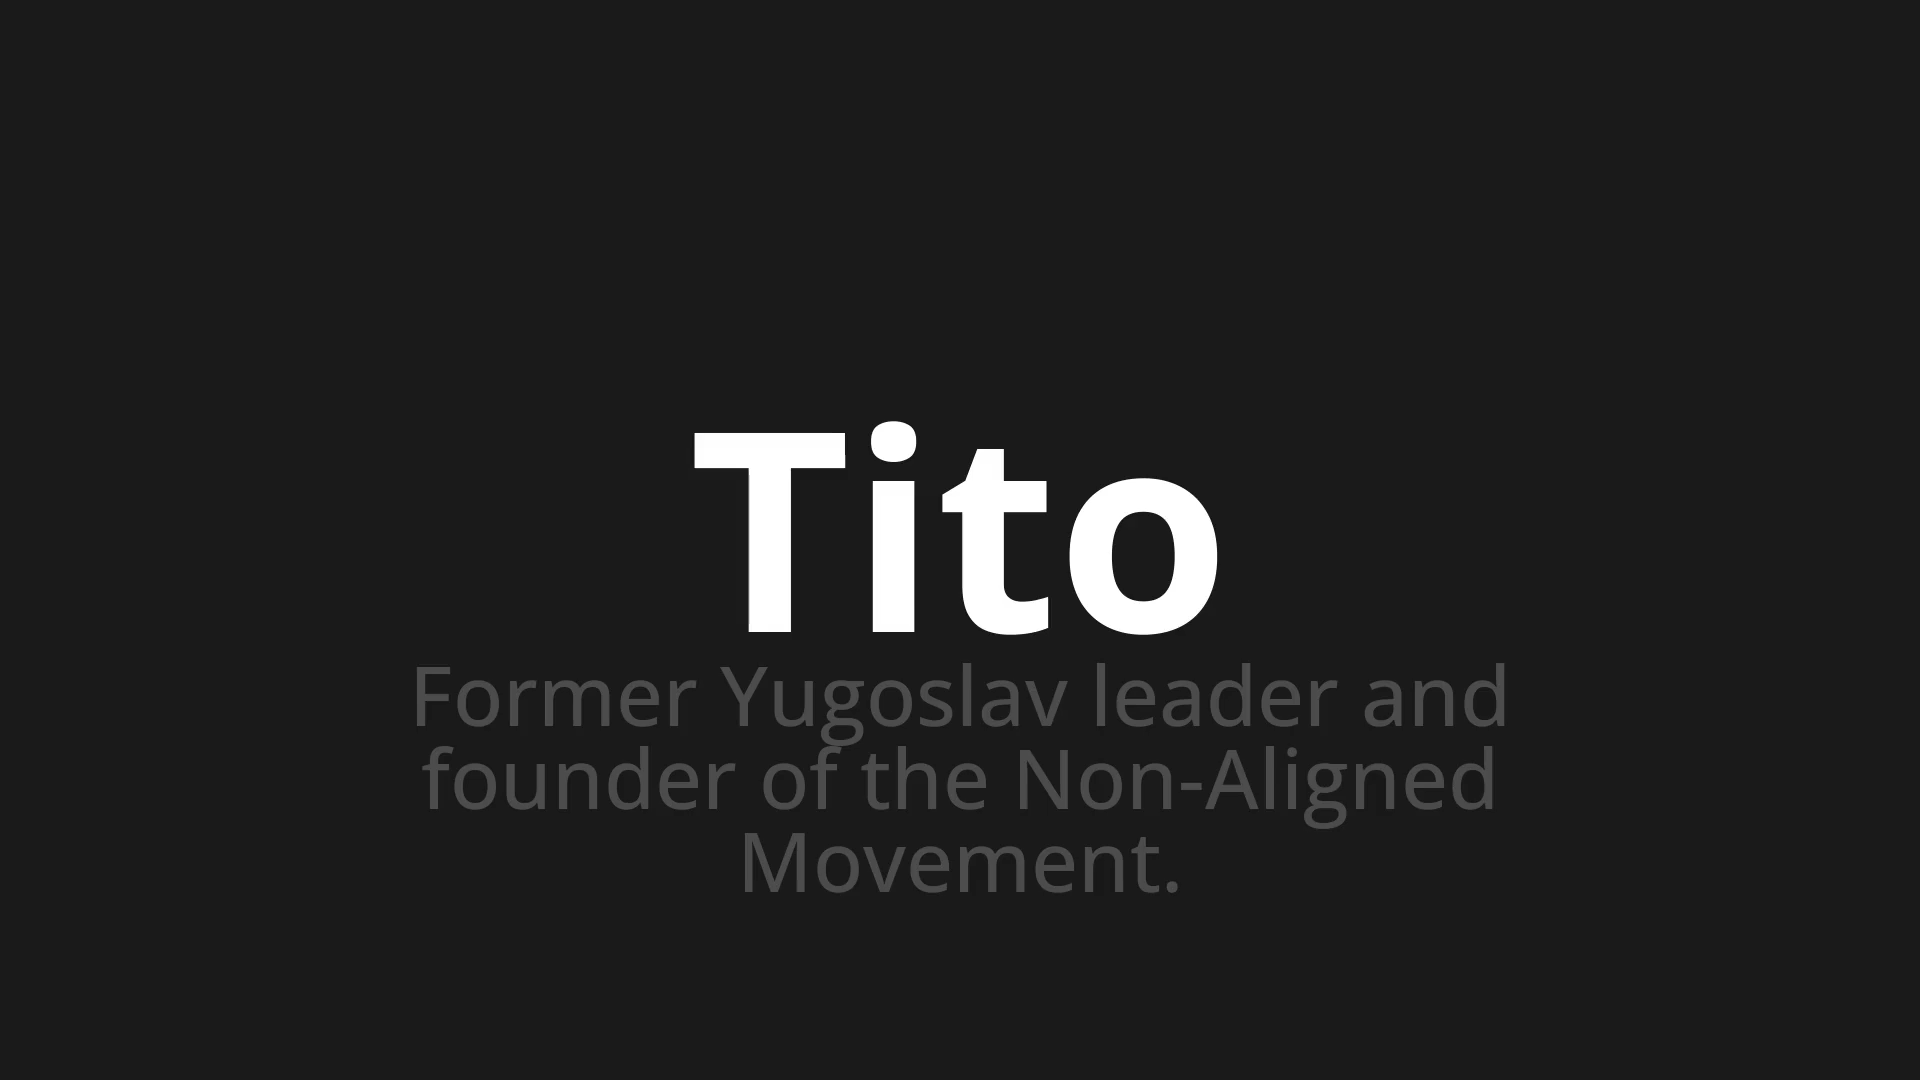 Tito
Former Yugoslav leader and
founder of the Non-Aligned
Movement.